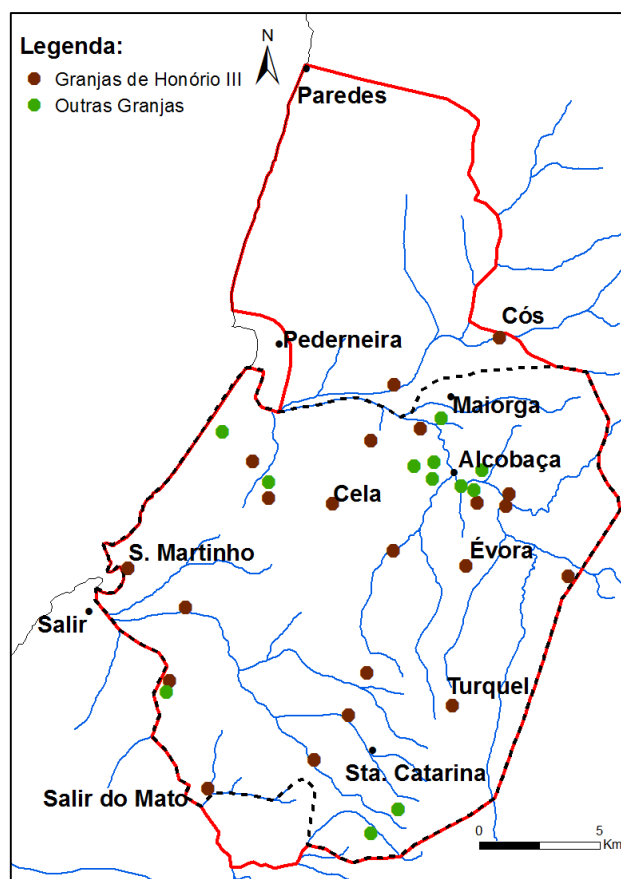 Legenda:
Granjas de Honório III
Outras Granjas
N
Paredes
Cós
Pederneira
Maiorga
Alcobaça
Cela
S. Martinho
Évora
Salir
Turquel
Sta. Catarina
Salir do Mato
0 5
Km